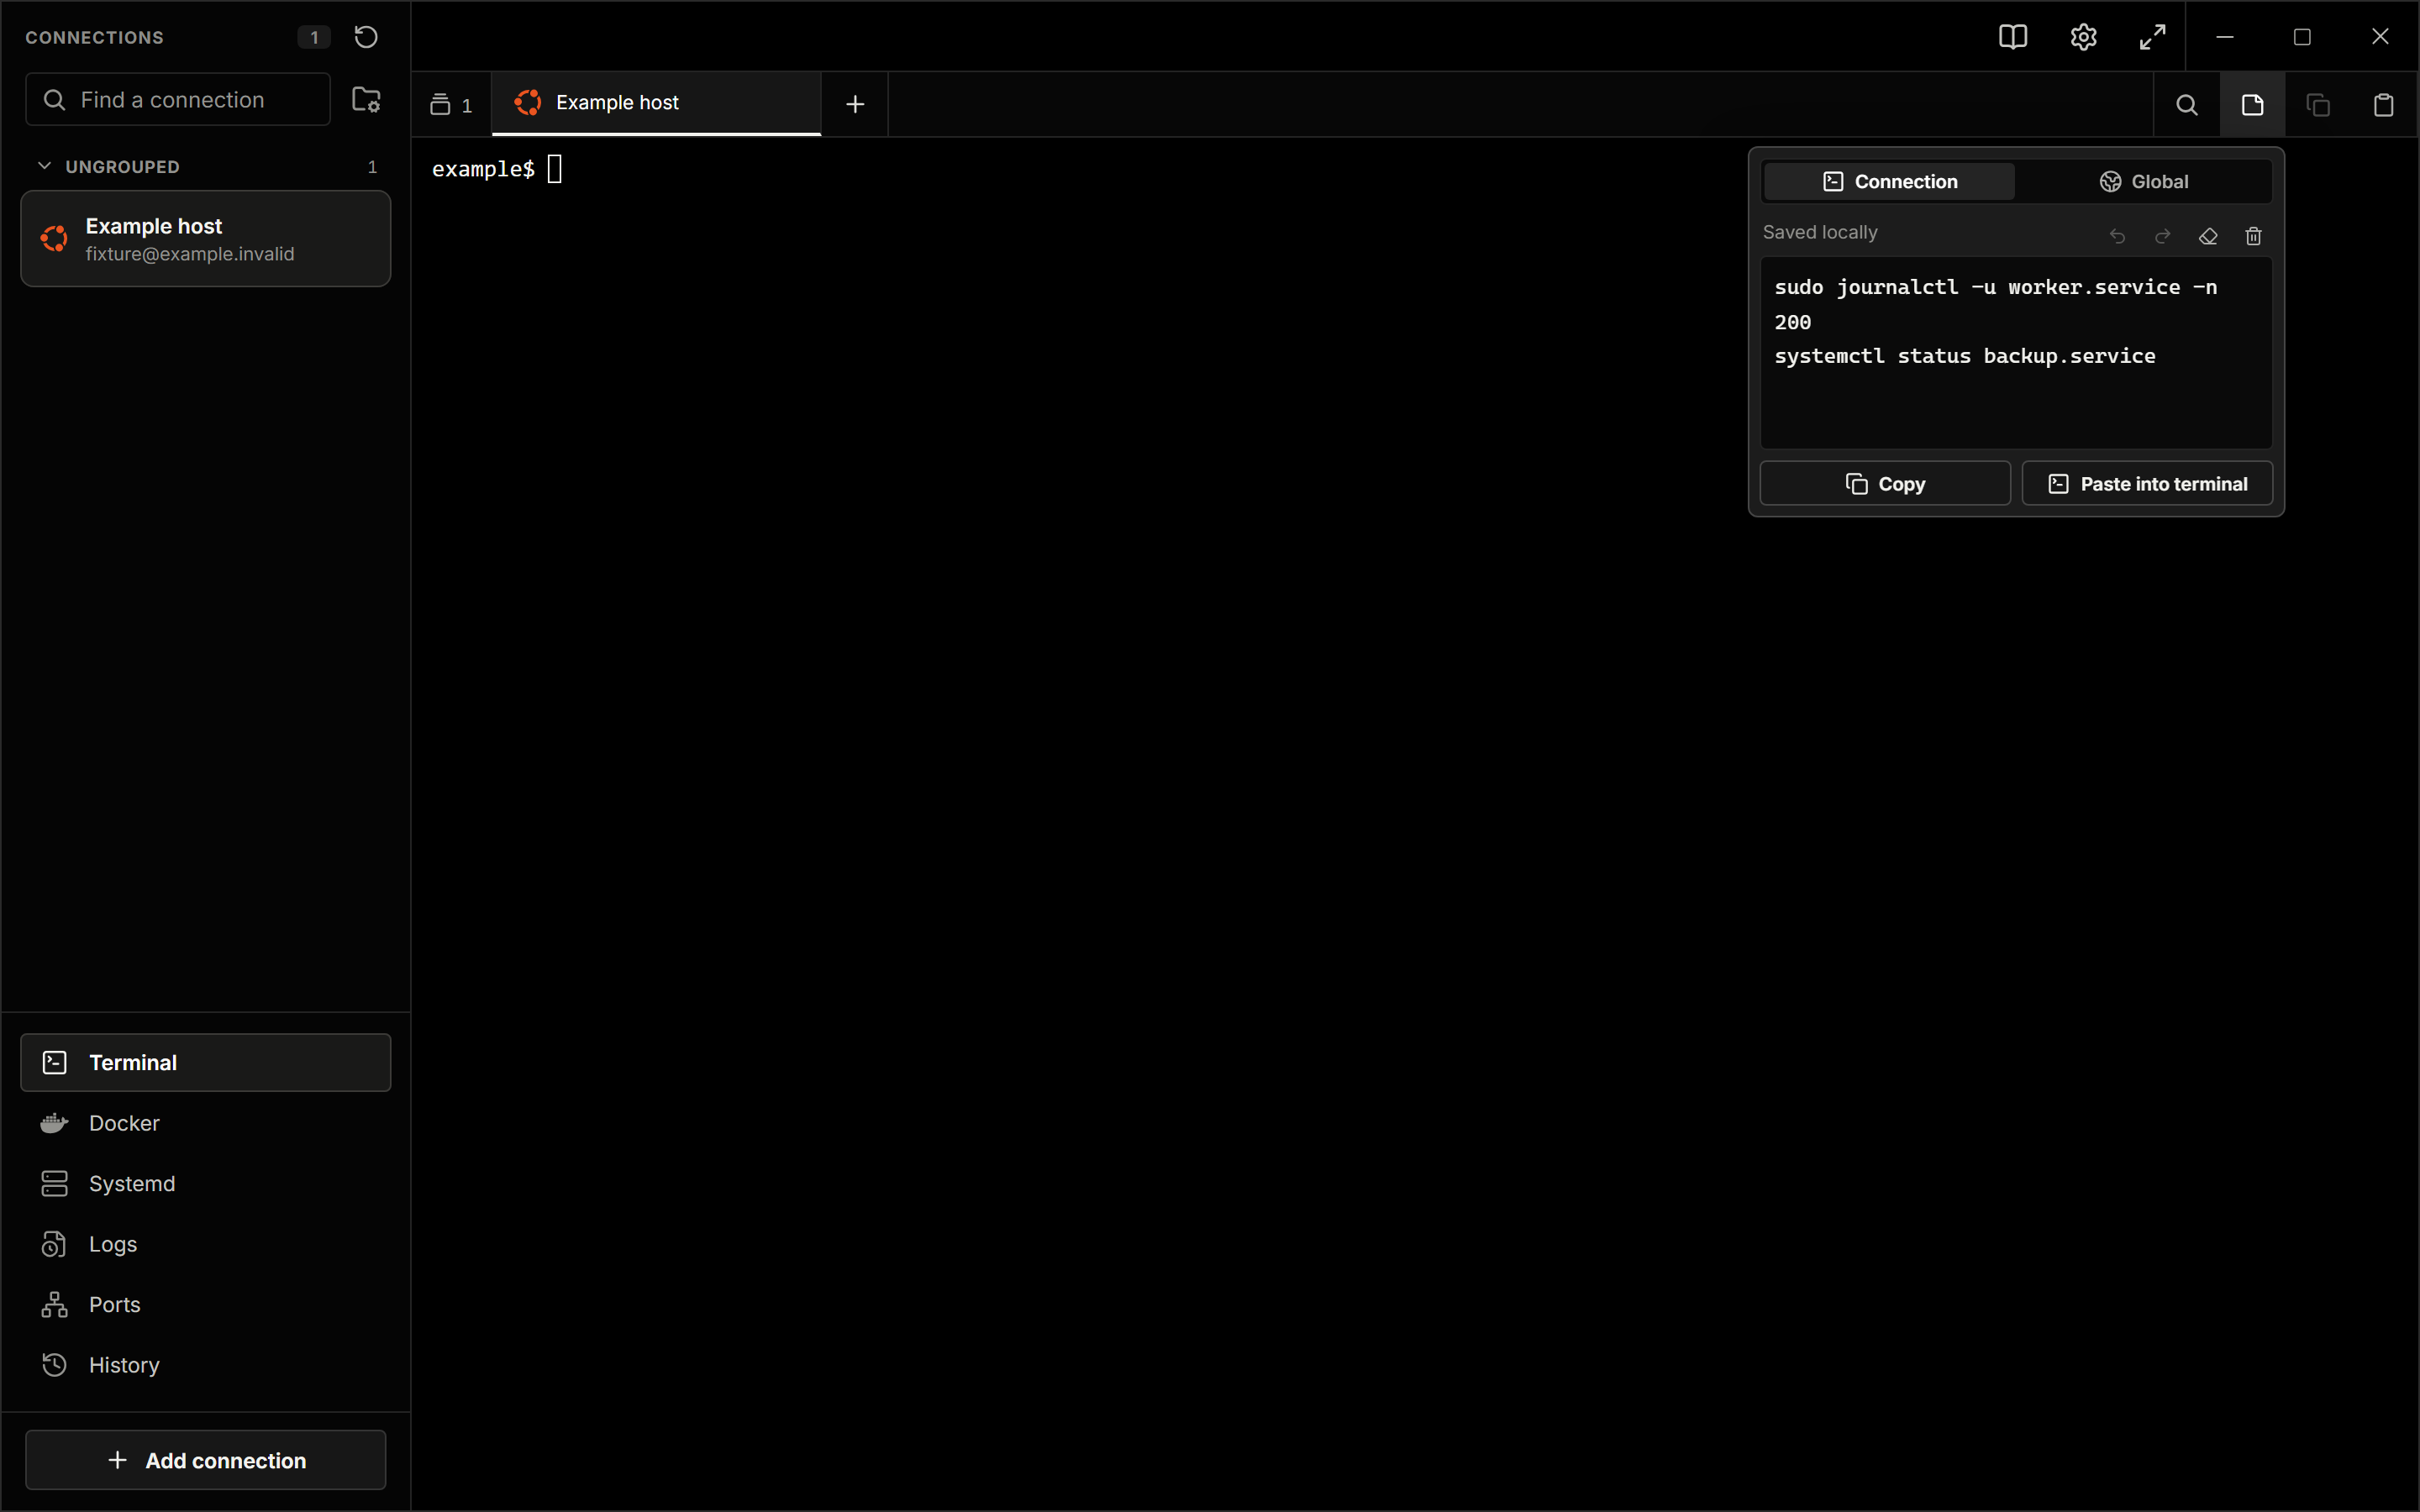 CONNECTIONS 1
Find a connection
UNGROUPED 1
Example host
fixture@example.invalid
Terminal
Docker
Systemd
Logs
Ports
History
Add connection
1 Example host
example$
Connection Global
Saved locally
sudo journalctl -u worker.service -n
200
systemctl status backup.service
Copy Paste into terminal